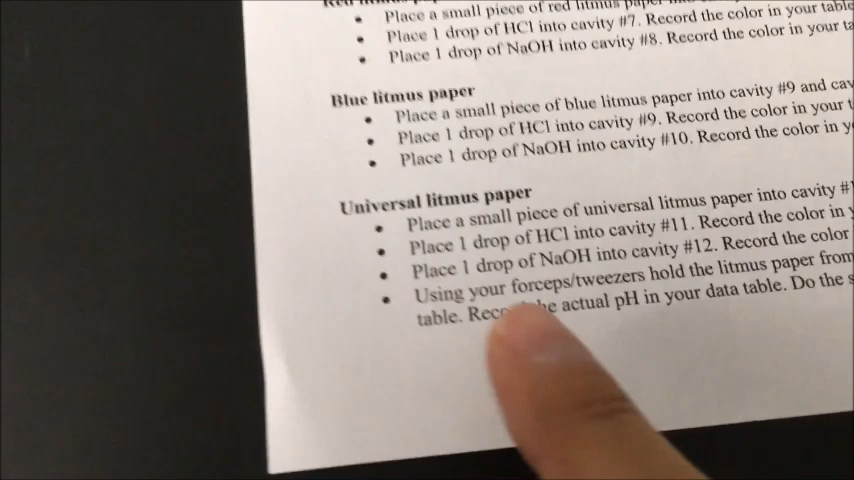 Place a small piece of red litmus paper
Place 1 drop of HCl into cavity #7. Record the color in your table
Place 1 drop of NaOH into cavity #8. Record the color in your ta
Blue litmus paper
Place a small piece of blue litmus paper into cavity #9 and cav
Place 1 drop of HCl into cavity #9. Record the color in your t
Place 1 drop of NaOH into cavity #10. Record the color in y
Universal litmus paper
Place a small piece of universal litmus paper into cavity #1
Place 1 drop of HCl into cavity #11. Record the color in y
Place 1 drop of NaOH into cavity #12. Record the color
Using your forceps/tweezers hold the litmus paper from
table. Reco he actual pH in your data table. Do the s